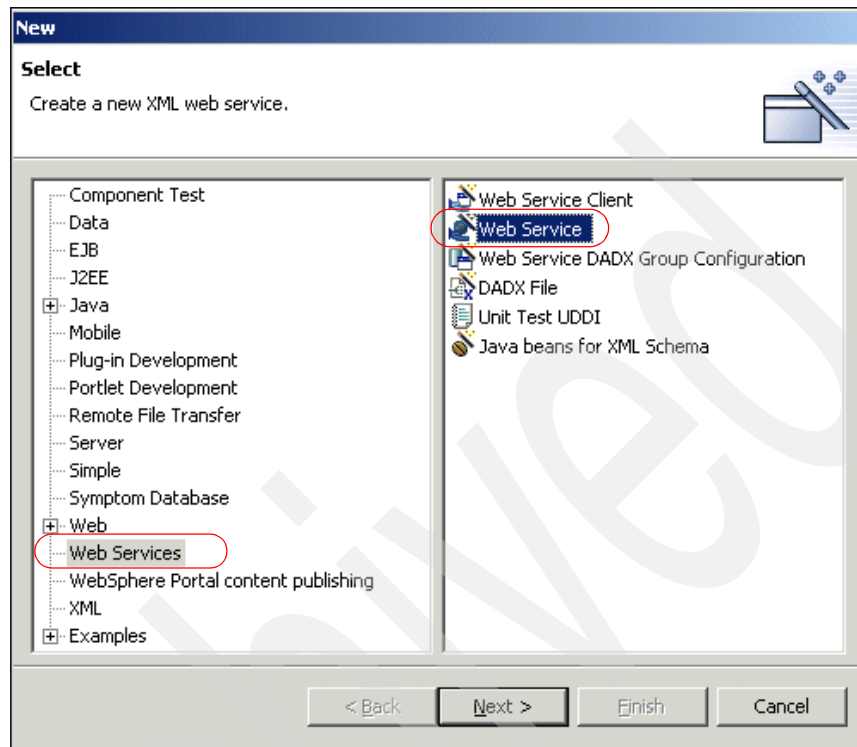 New
Select
Create a new XML web service.
Component Test
Data
EJB
J2EE
Java
Mobile
Plug-in Development
Portlet Development
Remote File Transfer
Server
Simple
Symptom Database
Web
Web Services
WebSphere Portal content publishing
XML
Examples
Web Service Client
Web Service
Web Service DADX Group Configuration
DADX File
Unit Test UDDI
Java beans for XML Schema
< Back
Next >
Finish
Cancel
hived